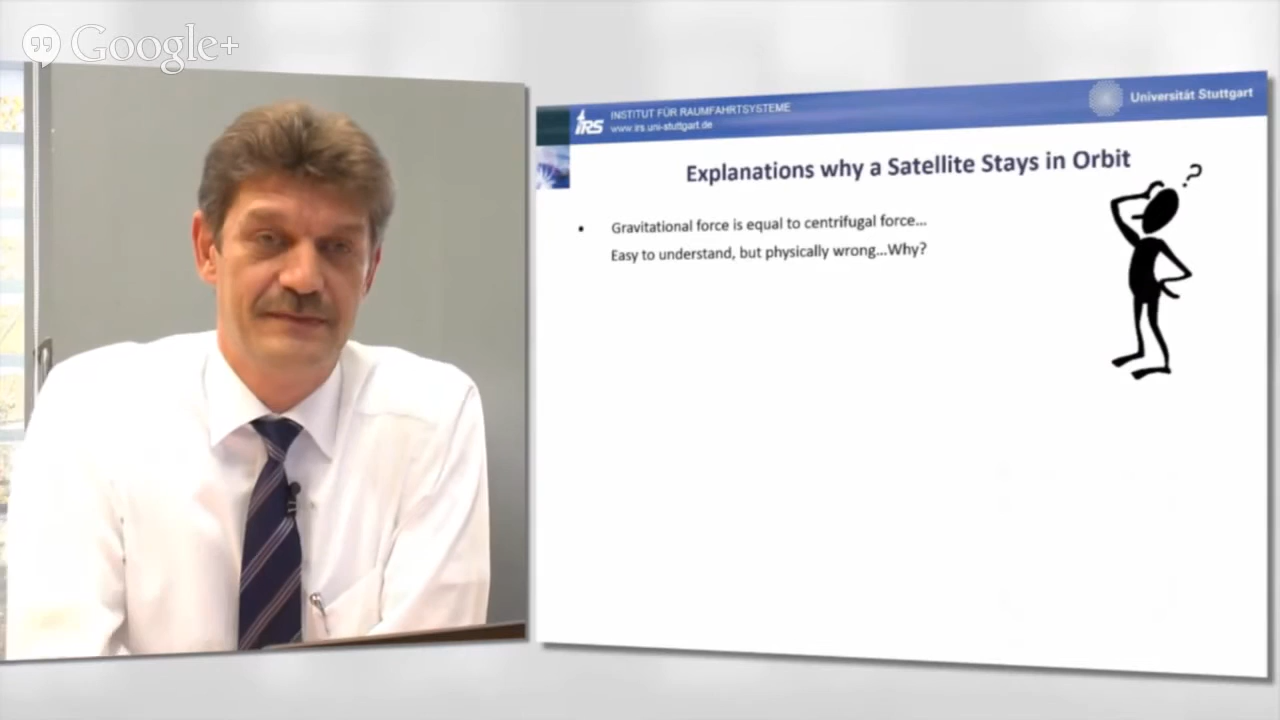 Google+
IRS
INSTITUT FÜR RAUMFAHRTSYSTEME
www.irs.uni-stuttgart.de
Universität Stuttgart
Explanations why a Satellite Stays in Orbit
?
• Gravitational force is equal to centrifugal force...
Easy to understand, but physically wrong...Why?